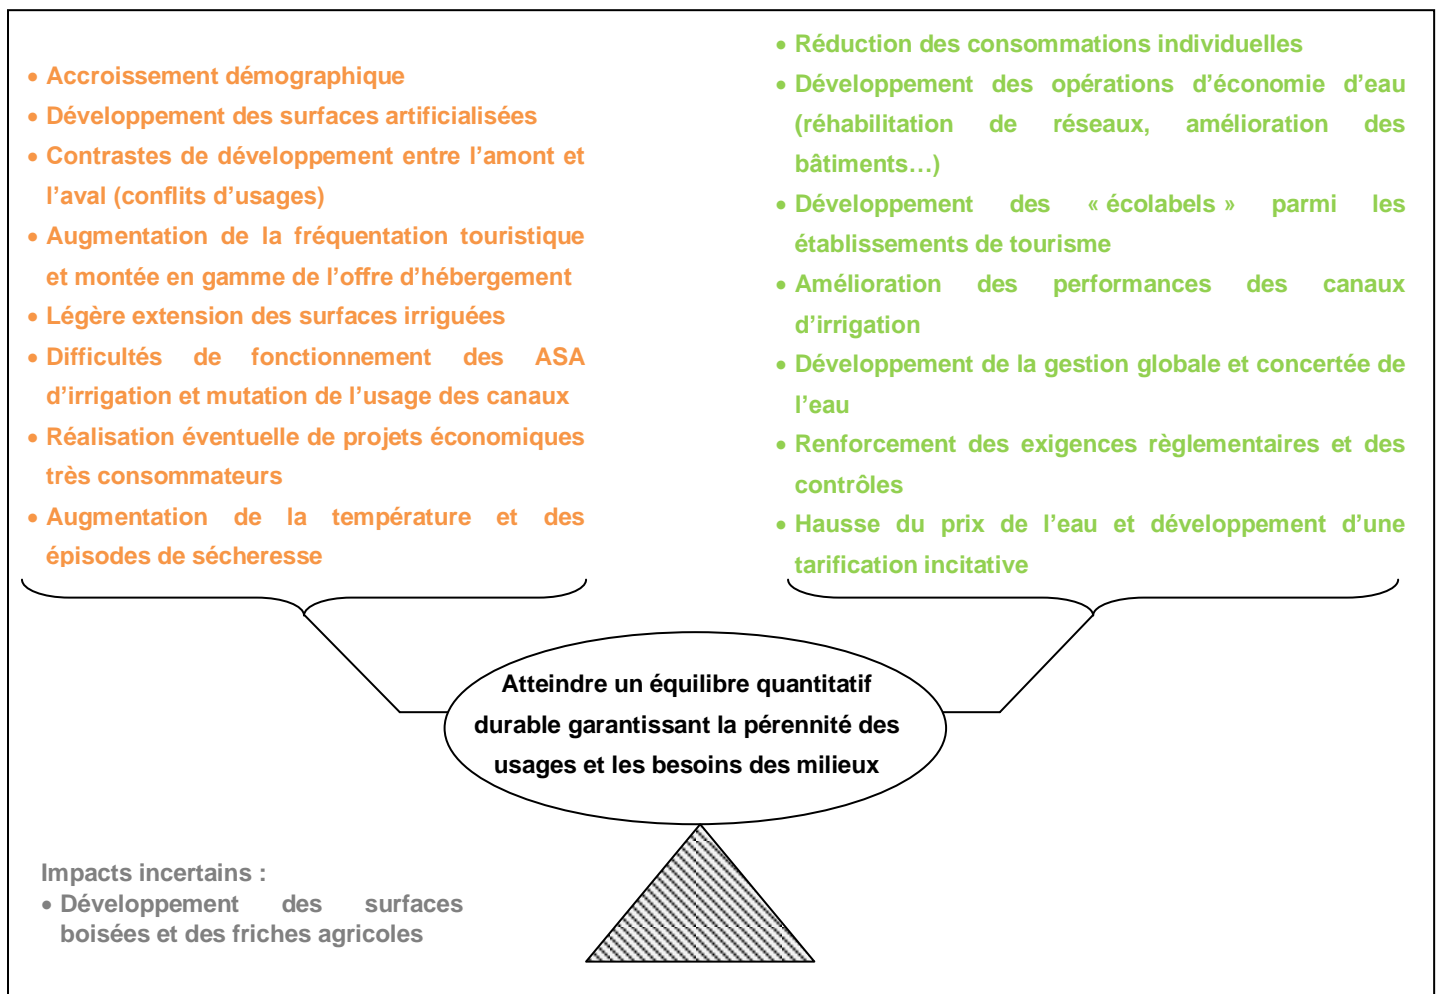 • Accroissement démographique
• Développement des surfaces artificialisées
• Contrastes de développement entre l’amont et
l’aval (conflits d’usages)
• Augmentation de la fréquentation touristique
et montée en gamme de l’offre d’hébergement
• Légère extension des surfaces irriguées
• Difficultés de fonctionnement des ASA
d’irrigation et mutation de l’usage des canaux
• Réalisation éventuelle de projets économiques
très consommateurs
• Augmentation de la température et des
épisodes de sécheresse
• Réduction des consommations individuelles
• Développement des opérations d’économie d’eau
(réhabilitation de réseaux, amélioration des
bâtiments…)
• Développement des « écolabels » parmi les
établissements de tourisme
• Amélioration des performances des canaux
d’irrigation
• Développement de la gestion globale et concertée de
l’eau
• Renforcement des exigences règlementaires et des
contrôles
• Hausse du prix de l’eau et développement d’une
tarification incitative
Atteindre un équilibre quantitatif
durable garantissant la pérennité des
usages et les besoins des milieux
Impacts incertains :
• Développement des surfaces
boisées et des friches agricoles